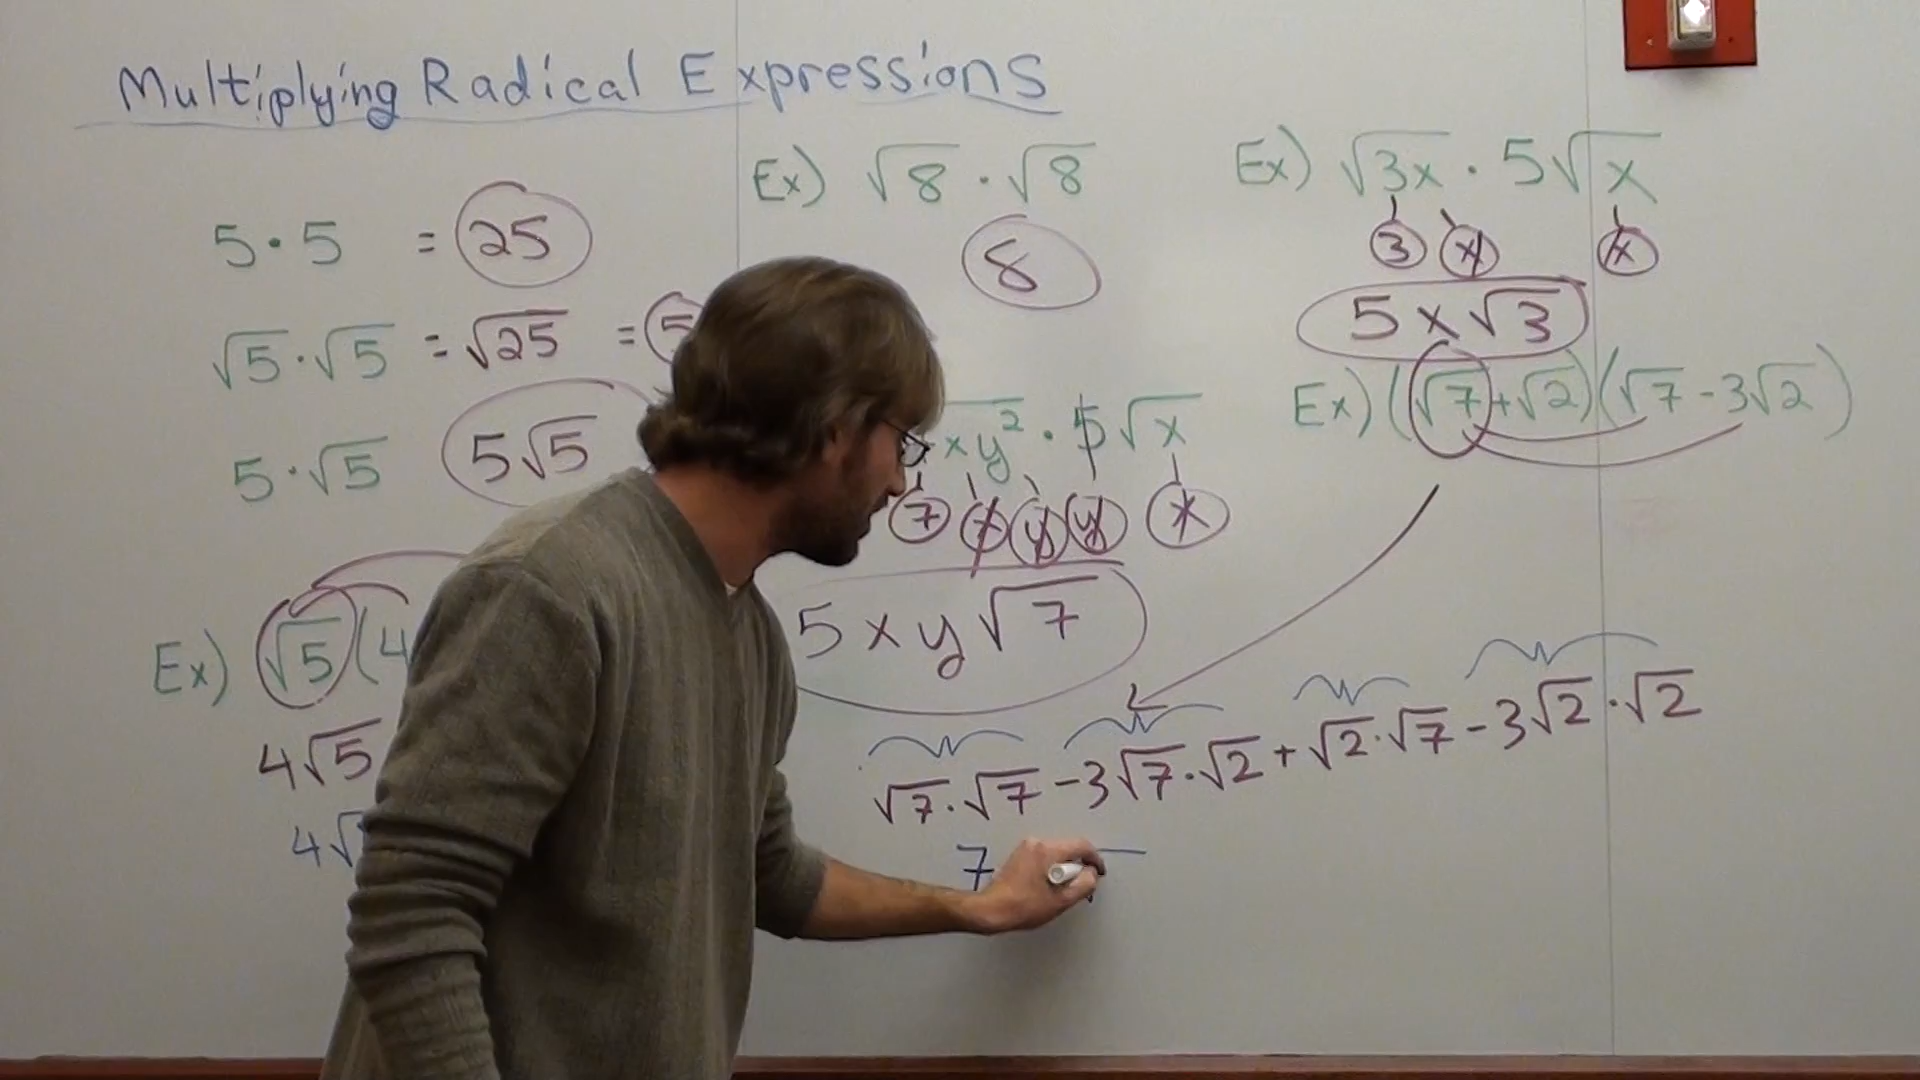 Multiplying Radical Expressions
5 · 5 = 25
√5 · √5 = √25 = 5
5 · √5 5√5
Ex) √5 (4
4√5
4√
Ex) √8 · √8
8
xy² · 5√x
7 x y y x
5xy√7
Ex) √3x · 5√x
3 x x
5x√3
Ex) (√7 + √2)(√7 - 3√2)
√7 · √7 - 3√7 · √2 + √2 · √7 - 3√2 · √2
7